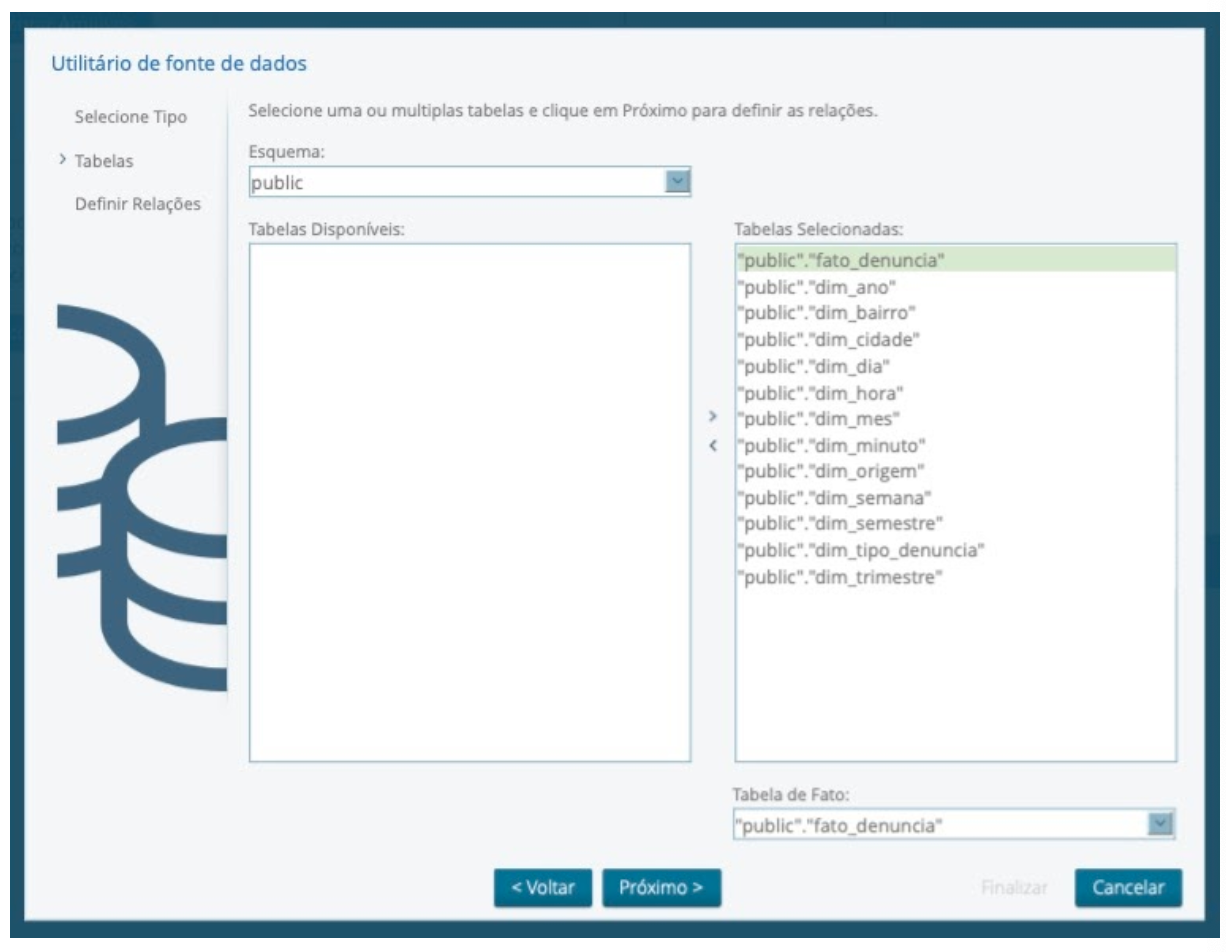 Utilitário de fonte de dados
Selecione Tipo
> Tabelas
Definir Relações
Selecione uma ou multiplas tabelas e clique em Próximo para definir as relações.
Esquema:
public
Tabelas Disponíveis:
Tabelas Selecionadas:
"public"."fato_denuncia"
"public"."dim_ano"
"public"."dim_bairro"
"public"."dim_cidade"
"public"."dim_dia"
"public"."dim_hora"
"public"."dim_mes"
"public"."dim_minuto"
"public"."dim_origem"
"public"."dim_semana"
"public"."dim_semestre"
"public"."dim_tipo_denuncia"
"public"."dim_trimestre"
>
<
Tabela de Fato:
"public"."fato_denuncia"
< Voltar
Próximo >
Finalizar
Cancelar